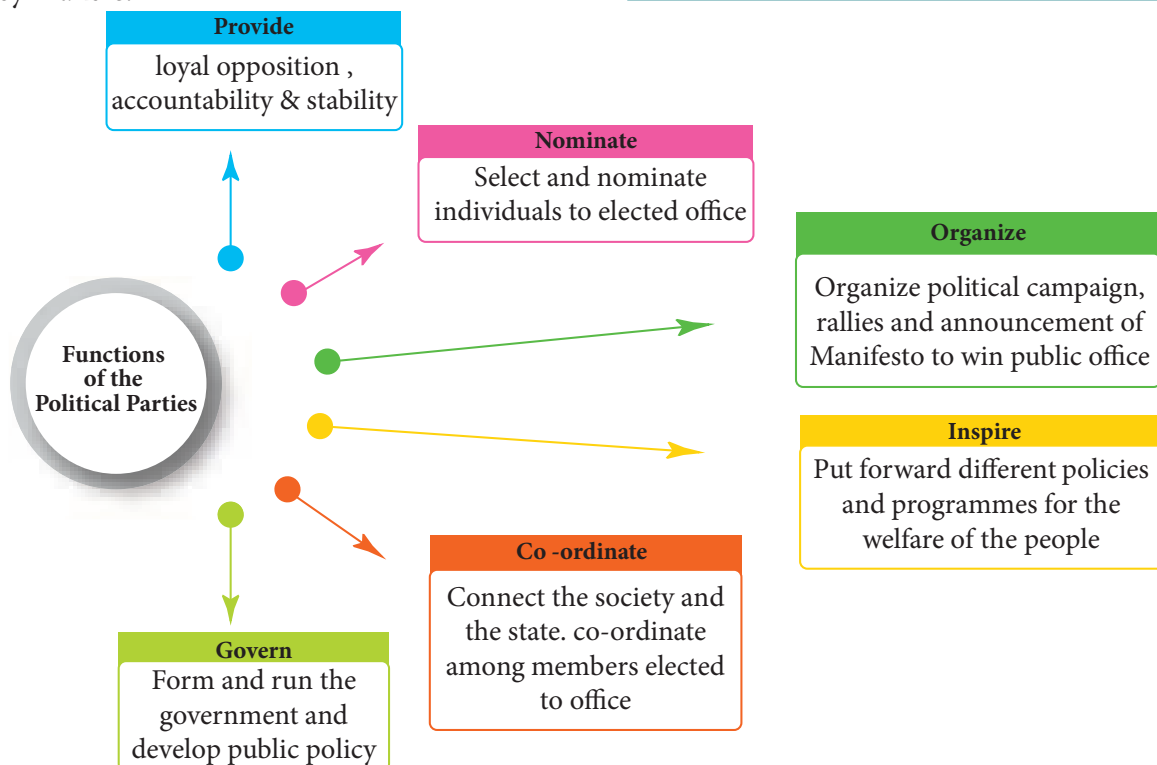 Provide
loyal opposition ,
accountability & stability
Nominate
Select and nominate
individuals to elected office
Organize
Organize political campaign,
rallies and announcement of
Manifesto to win public office
Functions
of the
Political Parties
Inspire
Put forward different policies
and programmes for the
welfare of the people
Co -ordinate
Connect the society and
the state. co-ordinate
among members elected
to office
Govern
Form and run the
government and
develop public policy